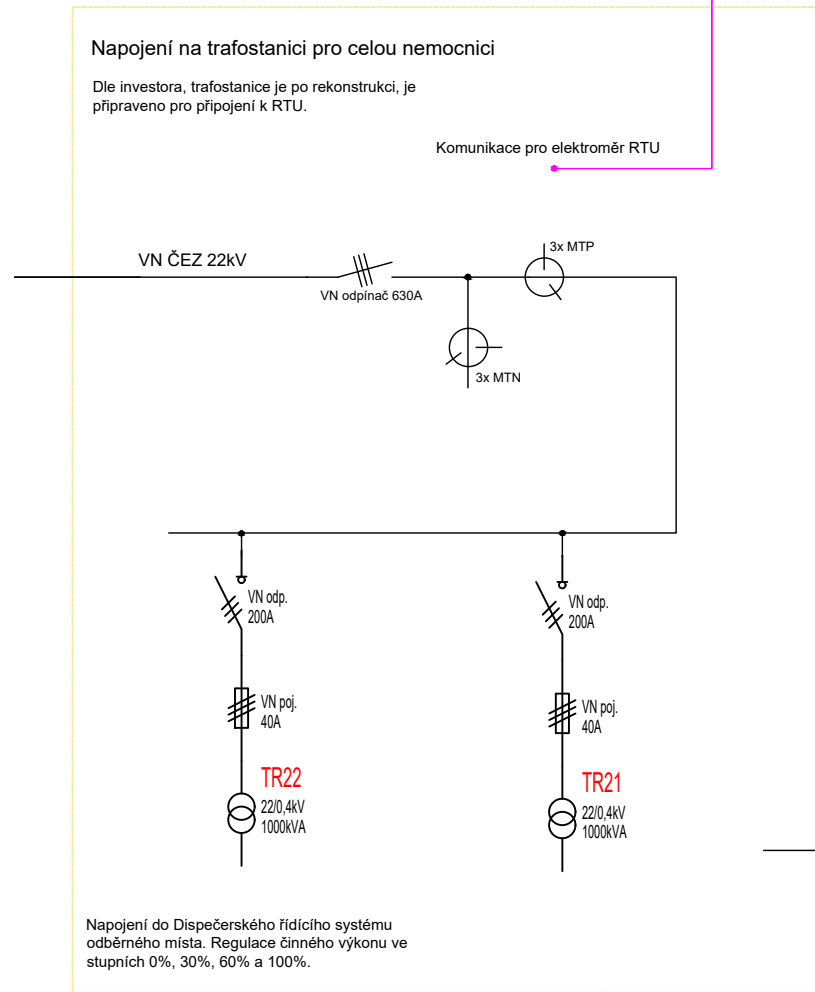 Napojení na trafostanici pro celou nemocnici
Dle investora, trafostanice je po rekonstrukci, je
připraveno pro připojení k RTU.
Komunikace pro elektroměr RTU
VN ČEZ 22kV
VN odpínač 630A
3x MTP
3x MTN
VN odp.
200A
VN poj.
40A
TR22
22/0,4kV
1000kVA
VN odp.
200A
VN poj.
40A
TR21
22/0,4kV
1000kVA
Napojení do Dispečerského řídícího systému
odběrného místa. Regulace činného výkonu ve
stupních 0%, 30%, 60% a 100%.